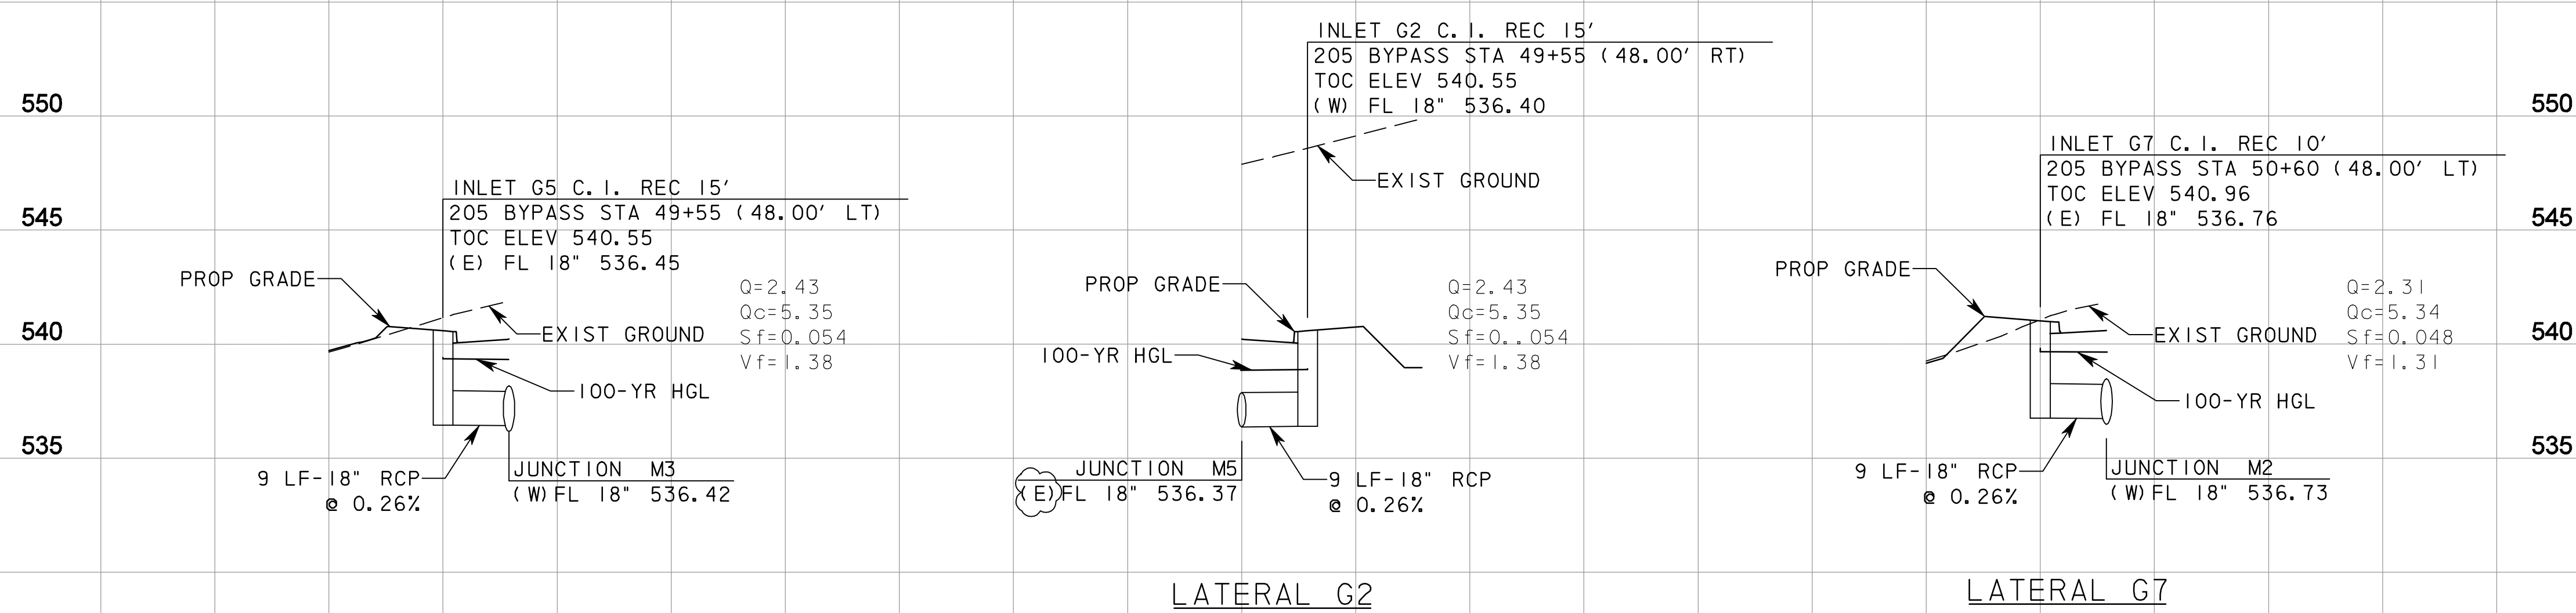 INLET G2 C.I. REC 15'
205 BYPASS STA 49+55 (48.00' RT)
TOC ELEV 540.55
(W) FL 18" 536.40
550
550
EXIST GROUND
INLET G7 C.I. REC 10'
205 BYPASS STA 50+60 (48.00' LT)
TOC ELEV 540.96
(E) FL 18" 536.76
INLET G5 C.I. REC 15'
205 BYPASS STA 49+55 (48.00' LT)
TOC ELEV 540.55
(E) FL 18" 536.45
545
545
PROP GRADE
Q=2.43
Qc=5.35
Sf=0.054
Vf=1.38
EXIST GROUND
100-YR HGL
PROP GRADE
100-YR HGL
Q=2.43
Qc=5.35
Sf=0..054
Vf=1.38
PROP GRADE
Q=2.31
Qc=5.34
Sf=0.048
Vf=1.31
EXIST GROUND
100-YR HGL
540
540
535
535
9 LF-18" RCP
@ 0.26%
JUNCTION M3
(W)FL 18" 536.42
JUNCTION M5
(E)FL 18" 536.37
9 LF-18" RCP
@ 0.26%
9 LF-18" RCP
@ 0.26%
JUNCTION M2
(W)FL 18" 536.73
LATERAL G2
LATERAL G7